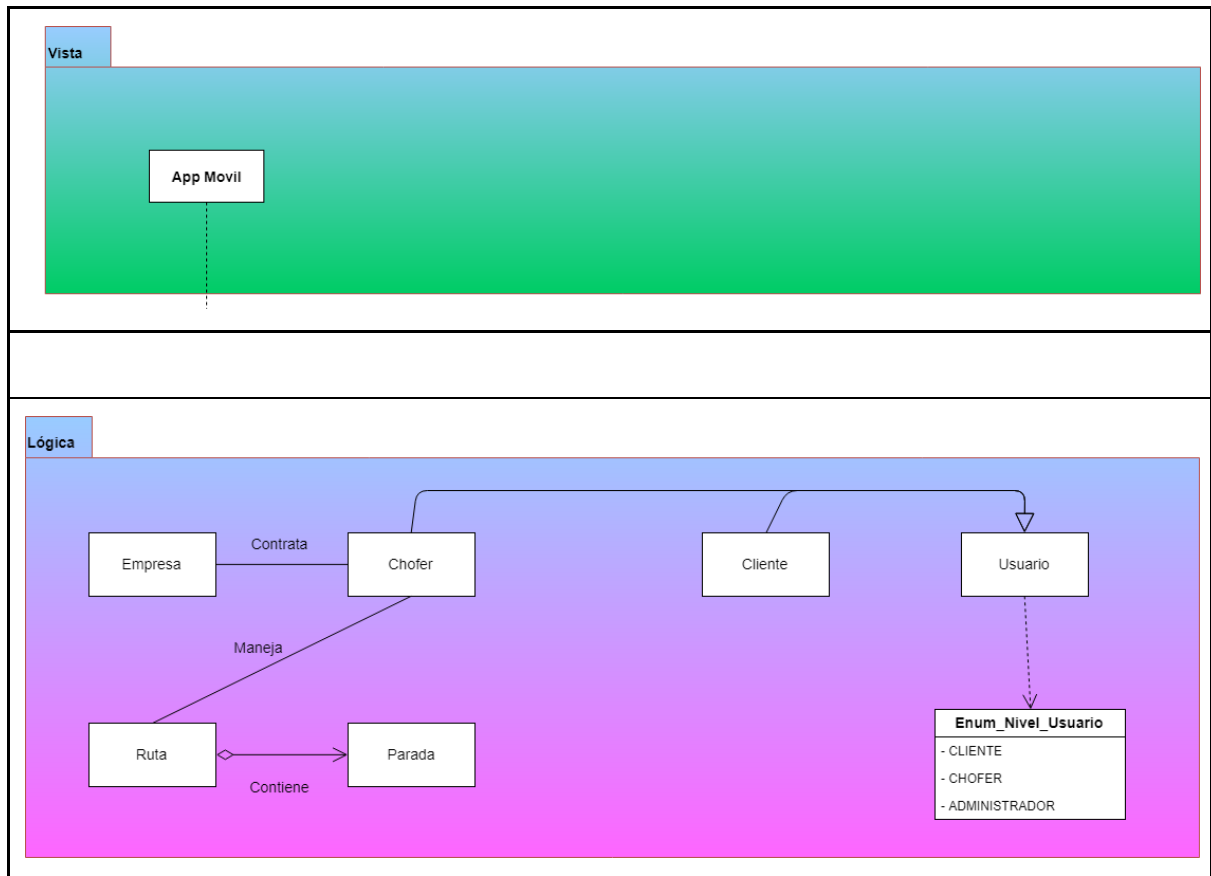 Vista
App Movil
Lógica
Empresa
Contrata
Chofer
Cliente
Usuario
Maneja
Ruta
Contiene
Parada
Enum_Nivel_Usuario
- CLIENTE
- CHOFER
- ADMINISTRADOR